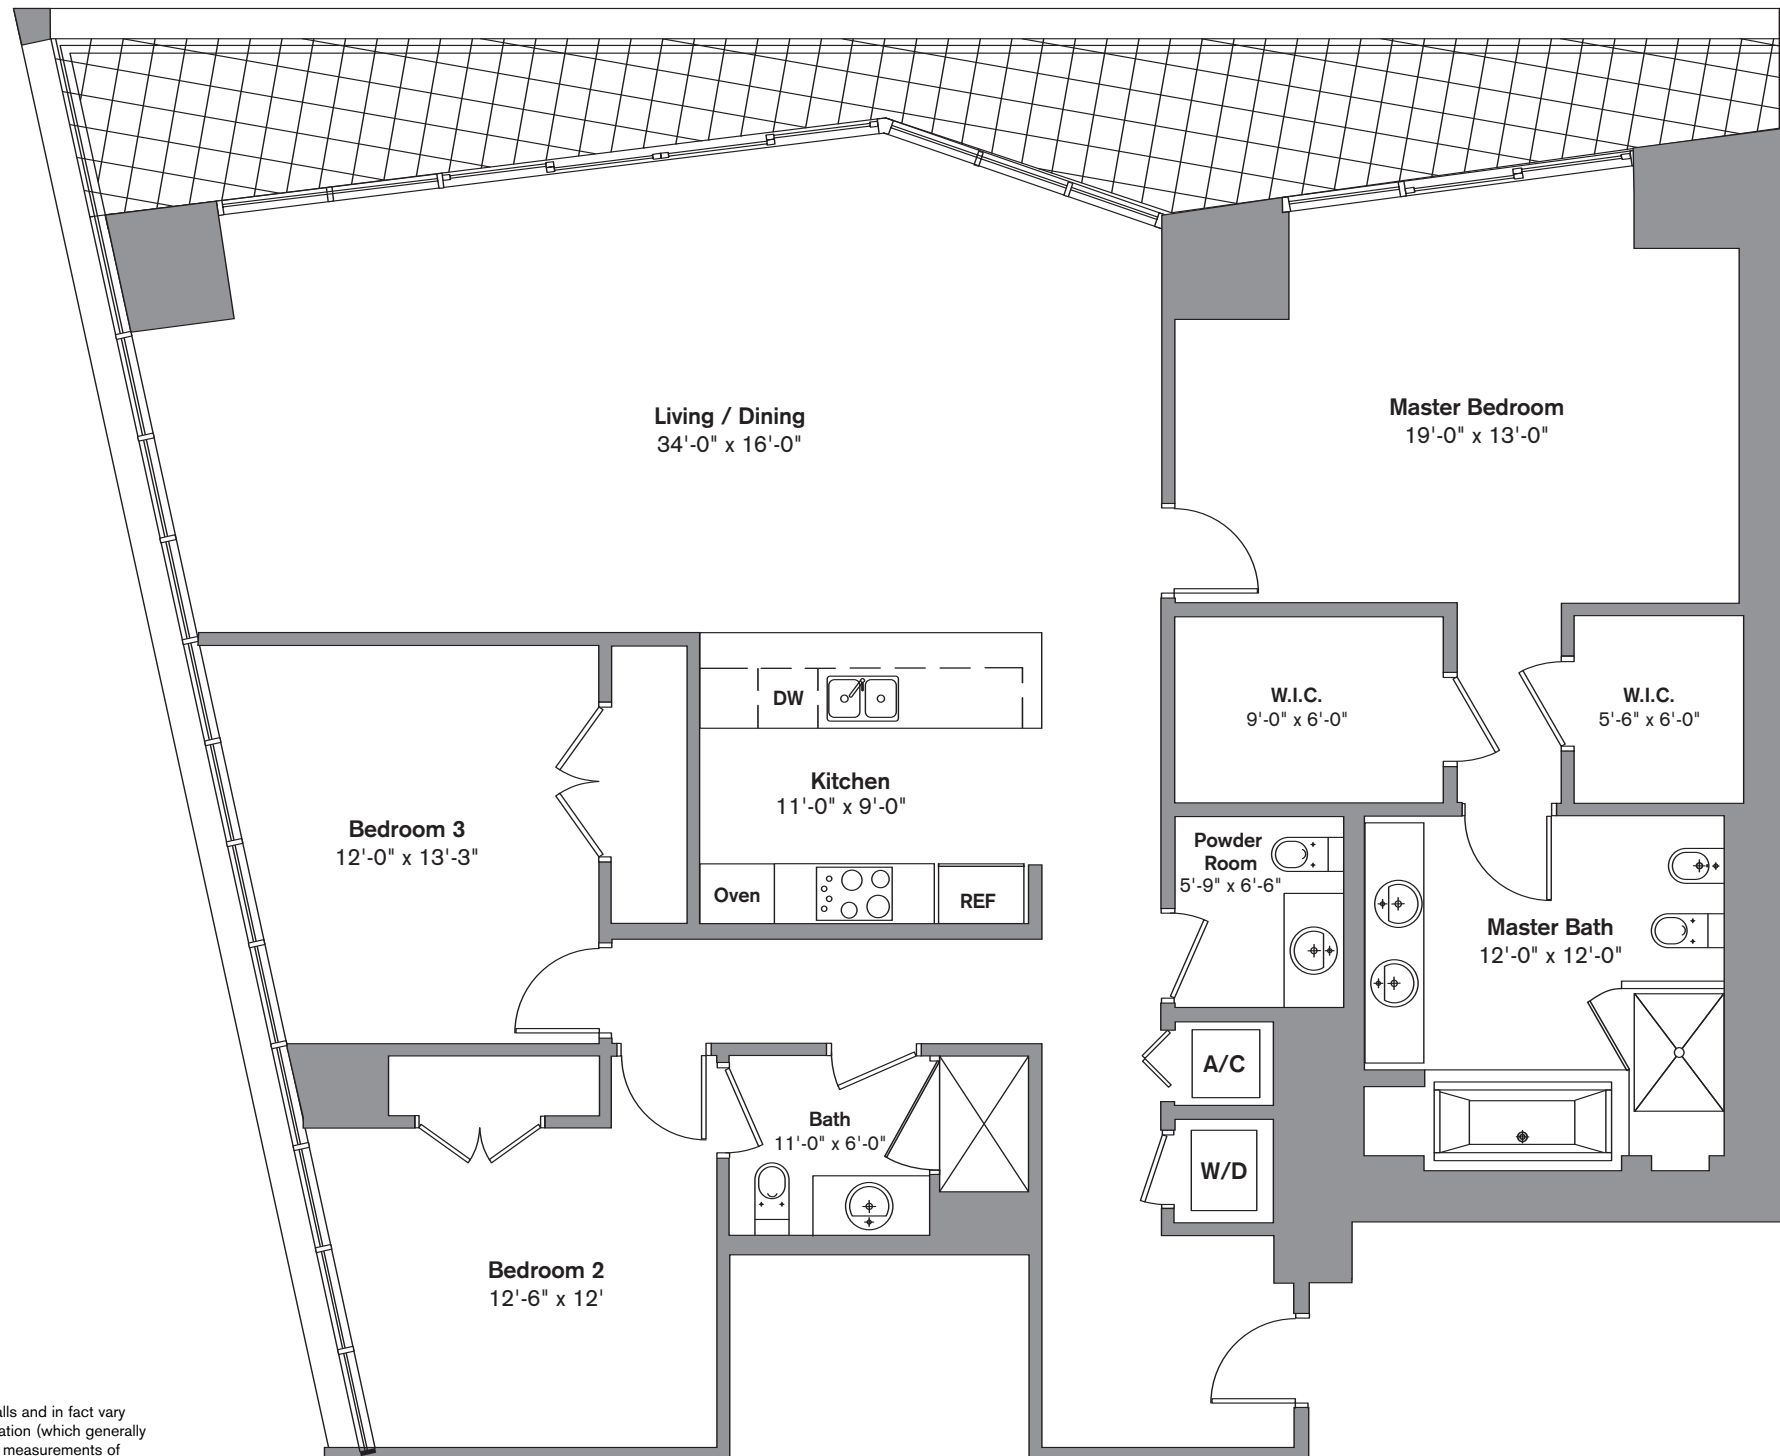 Living / Dining
34'-0" x 16'-0"
Master Bedroom
19'-0" x 13'-0"
W.I.C.
9'-0" x 6'-0"
W.I.C.
5'-6" x 6'-0"
DW
Kitchen
11'-0" x 9'-0"
Oven
REF
Bedroom 3
12'-0" x 13'-3"
Powder
Room
5'-9" x 6'-6"
Master Bath
12'-0" x 12'-0"
A/C
W/D
Bath
11'-0" x 6'-0"
Bedroom 2
12'-6" x 12'
alls and in fact vary
ation (which generally
measurements of